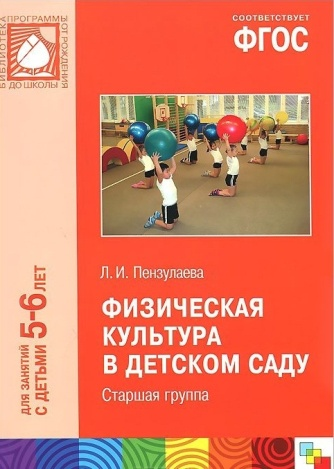 БИБЛИОТЕКА
ПРОГРАММЫ
ОТ РОЖДЕНИЯ
ДО ШКОЛЫ
СООТВЕТСТВУЕТ
ФГОС
Л. И. Пензулаева
ФИЗИЧЕСКАЯ
КУЛЬТУРА
В ДЕТСКОМ САДУ
Старшая группа
ДЛЯ ЗАНЯТИЙ
С ДЕТЬМИ 5-6 ЛЕТ